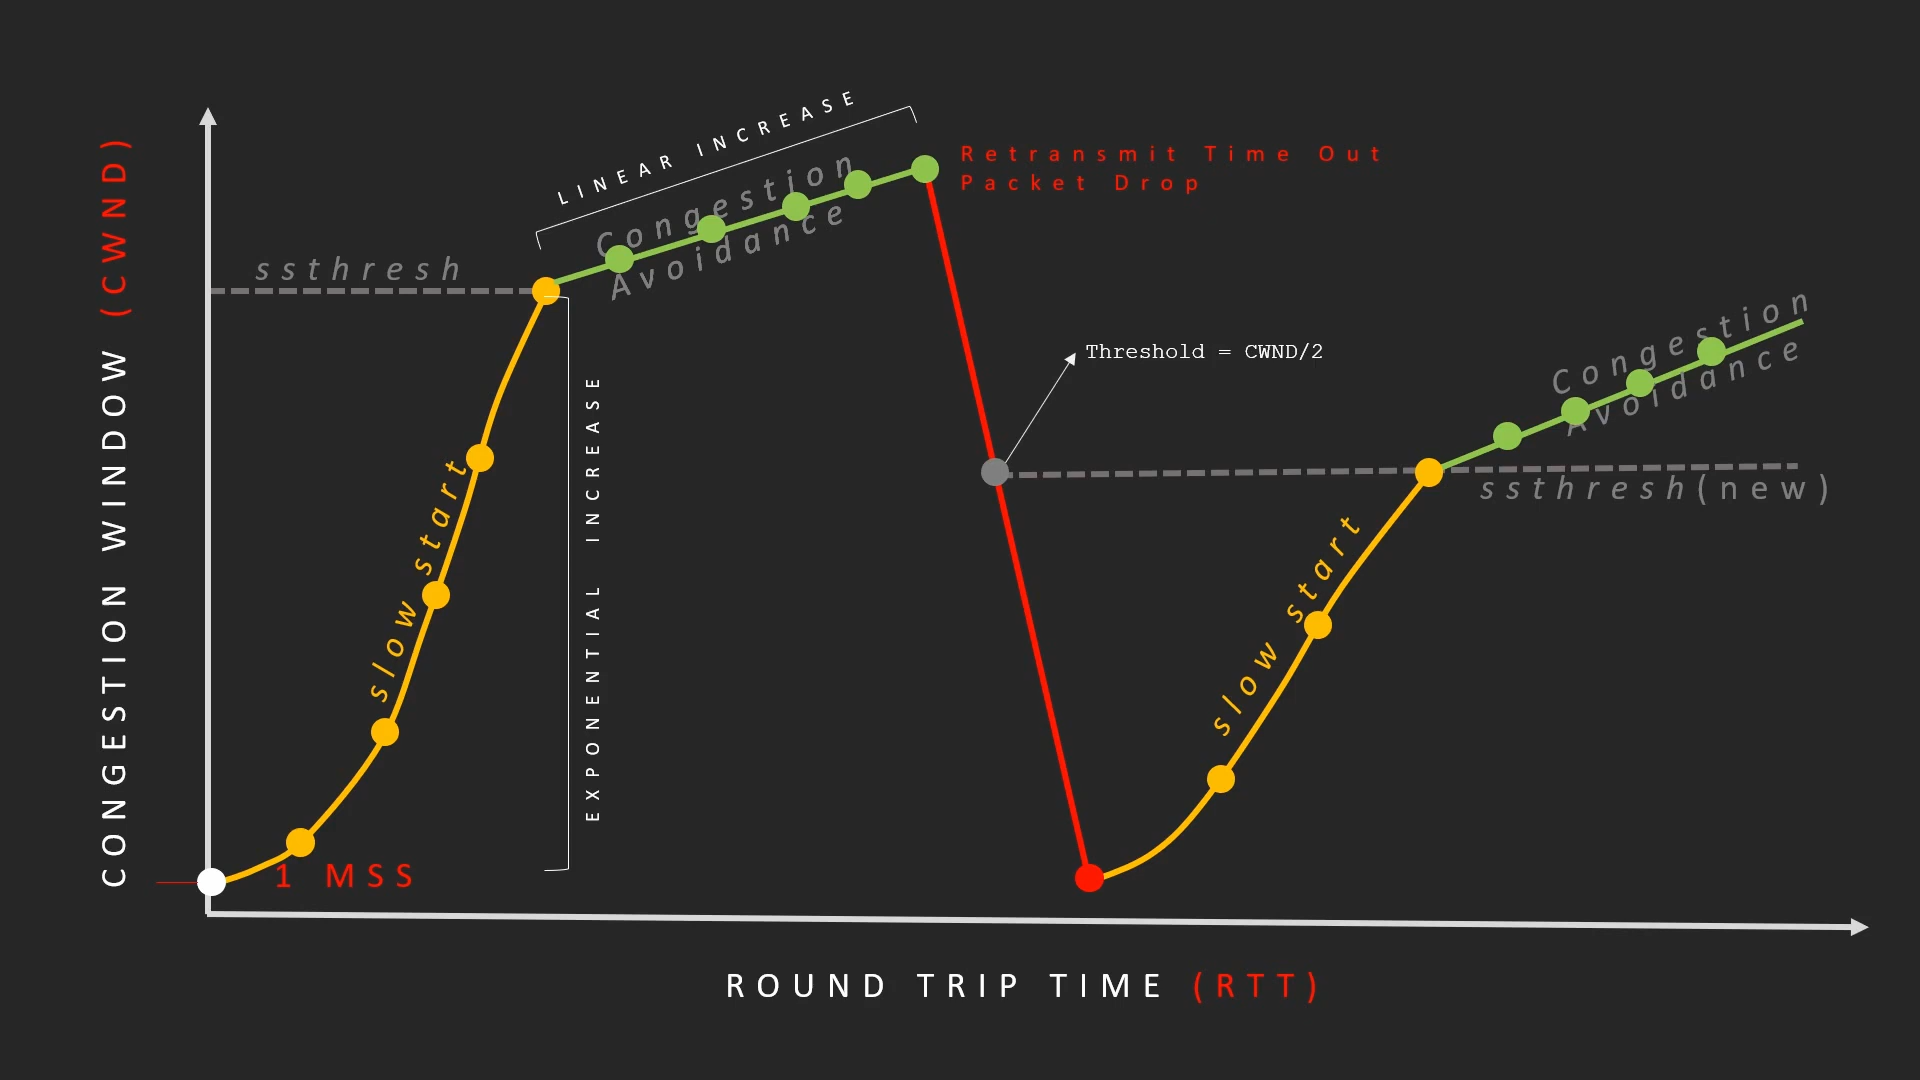 CONGESTION WINDOW (CWND)
LINEAR INCREASE
Congestion
Avoidance
Retransmit Time Out
Packet Drop
ssthresh
Threshold = CWND/2
Congestion
Avoidance
ssthresh(new)
slow start
EXPONENTIAL INCREASE
slow start
1 MSS
ROUND TRIP TIME (RTT)